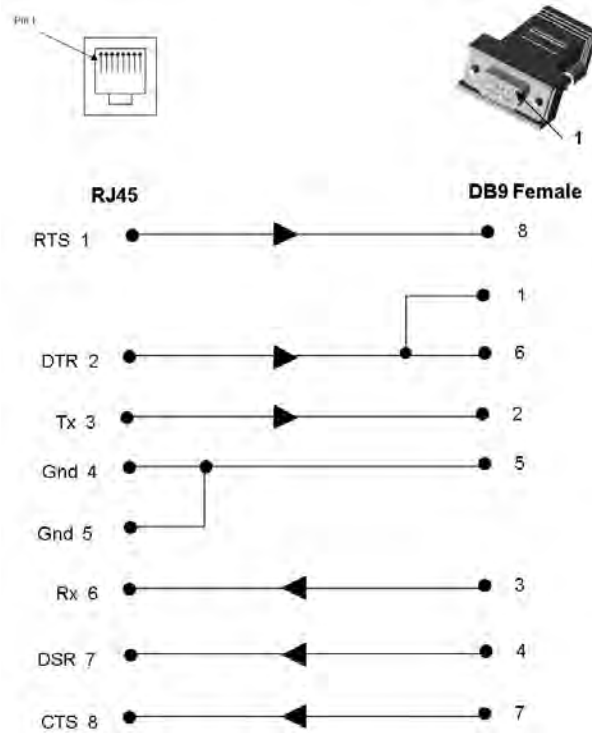 PIN 1
1
RJ45 DB9 Female
RTS 1 8
1
DTR 2 6
Tx 3 2
Gnd 4 5
Gnd 5
Rx 6 3
DSR 7 4
CTS 8 7